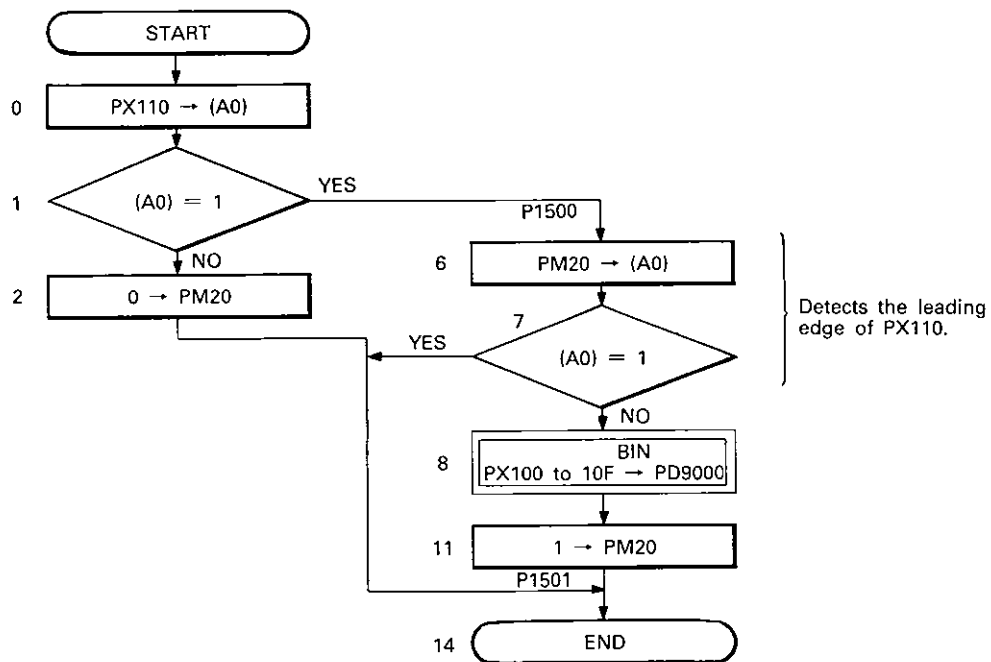 START
0
PX110 → (A0)
1
(A0) = 1
YES
P1500
NO
6
PM20 → (A0)
2
0 → PM20
7
YES
(A0) = 1
Detects the leading
edge of PX110.
NO
8
BIN
PX100 to 10F → PD9000
11
1 → PM20
P1501
14
END